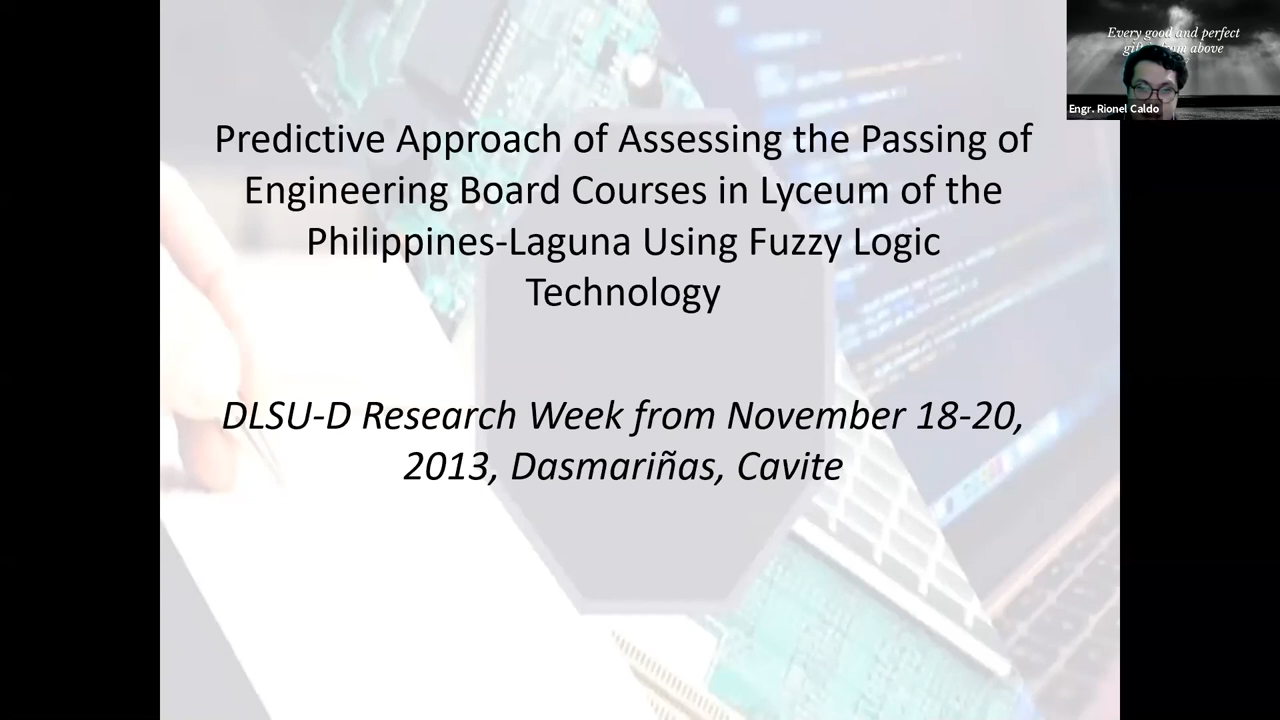 Every good and perfect
from above
Engr. Rionel Caldo
Predictive Approach of Assessing the Passing of
Engineering Board Courses in Lyceum of the
Philippines-Laguna Using Fuzzy Logic
Technology
DLSU-D Research Week from November 18-20,
2013, Dasmariñas, Cavite